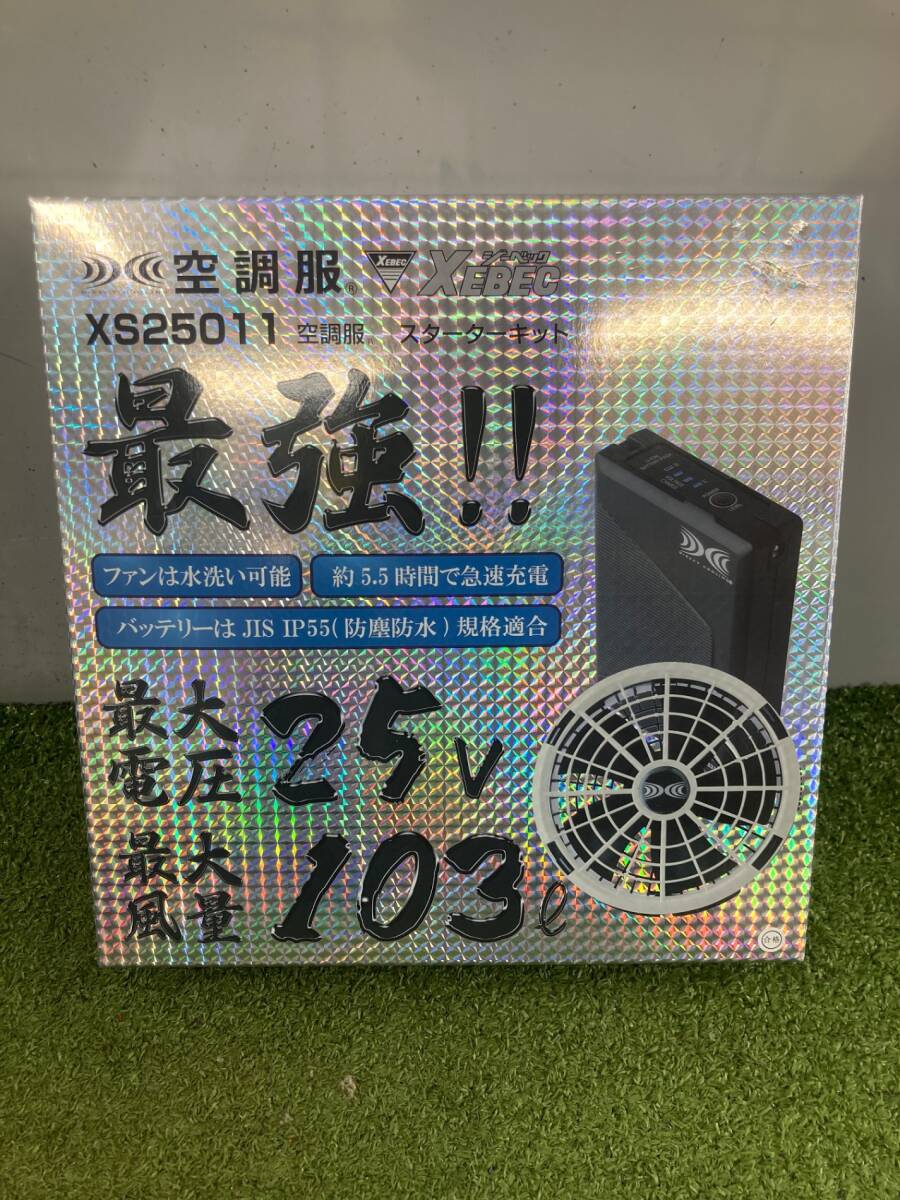 空調服® XEBEC ジーベック XEBEC
XS25011 空調服® スターターキット
最強!!
ファンは水洗い可能 約5.5時間で急速充電
バッテリーは JIS IP55(防塵防水)規格適合
最大電圧 25V
最大風量 103ℓ
合格